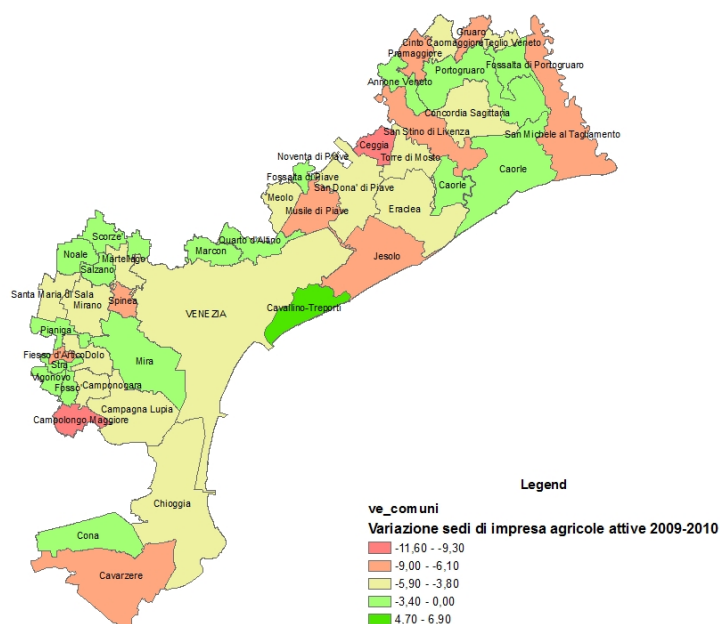 Gruaro
Cinto Caomaggiore
Teglio Veneto
Pramaggiore
Portogruaro
Fossalta di Portogruaro
Annone Veneto
Concordia Sagittaria
San Stino di Livenza
San Michele al Tagliamento
Ceggia
Torre di Mosto
Noventa di Piave
Caorle
Fossalta di Piave
San Dona' di Piave
Caorle
Meolo
Eraclea
Musile di Piave
Scorze
Quarto d'Altino
Marcon
Noale
Martellago
Jesolo
Salzano
Santa Maria di Sala
Spinea
Mirano
VENEZIA
Cavallino-Treporti
Pianiga
Fiesso d'Artico
Dolo
Mira
Stra
Vigonovo
Fosso
Camponogara
Campagna Lupia
Campolongo Maggiore
Chioggia
Cona
Cavarzere
Legend
ve_comuni
Variazione sedi di impresa agricole attive 2009-2010
-11,60 - -9,30
-9,00 - -6,10
-5,90 - -3,80
-3,40 - 0,00
4,70 - 6,90